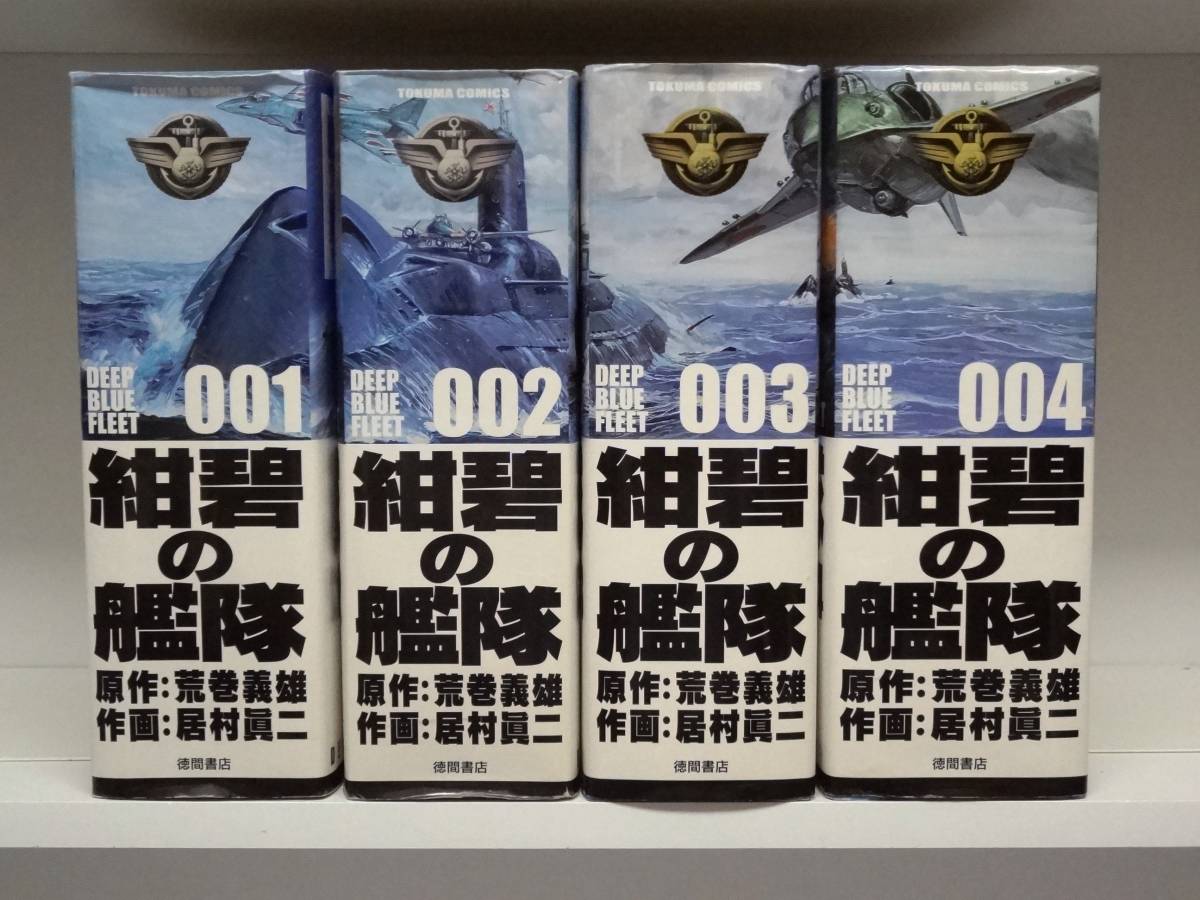 TOKUMA COMICS
DEEP
BLUE
FLEET
001
紺碧
の
艦隊
原作:荒巻義雄
作画:居村眞二
徳間書店
TOKUMA COMICS
DEEP
BLUE
FLEET
002
紺碧
の
艦隊
原作:荒巻義雄
作画:居村眞二
徳間書店
TOKUMA COMICS
DEEP
BLUE
FLEET
003
紺碧
の
艦隊
原作:荒巻義雄
作画:居村眞二
徳間書店
TOKUMA COMICS
DEEP
BLUE
FLEET
004
紺碧
の
艦隊
原作:荒巻義雄
作画:居村眞二
徳間書店